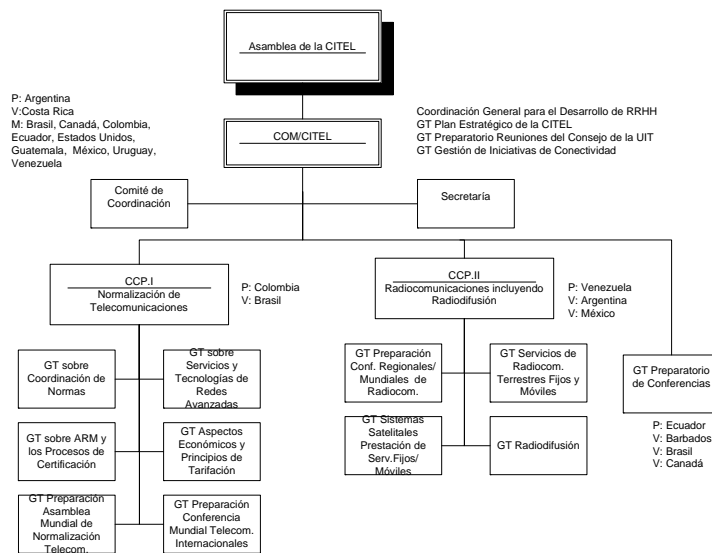 Asamblea de la CITEL
P: Argentina
V:Costa Rica
M: Brasil, Canadá, Colombia,
Ecuador, Estados Unidos,
Guatemala, México, Uruguay,
Venezuela
COM/CITEL
Coordinación General para el Desarrollo de RRHH
GT Plan Estratégico de la CITEL
GT Preparatorio Reuniones del Consejo de la UIT
GT Gestión de Iniciativas de Conectividad
Comité de
Coordinación
Secretaría
CCP.I
Normalización de
Telecomunicaciones
P: Colombia
V: Brasil
CCP.II
Radiocomunicaciones incluyendo
Radiodifusión
P: Venezuela
V: Argentina
V: México
GT sobre
Coordinación de
Normas
GT sobre
Servicios y
Tecnologías de
Redes
Avanzadas
GT Preparación
Conf. Regionales/
Mundiales de
Radiocom.
GT Servicios de
Radiocom.
Terrestres Fijos y
Móviles
GT Preparatorio
de Conferencias
P: Ecuador
V: Barbados
V: Brasil
V: Canadá
GT sobre ARM y
los Procesos de
Certificación
GT Aspectos
Económicos y
Principios de
Tarifación
GT Sistemas
Satelitales
Prestación de
Serv.Fijos/
Móviles
GT Radiodifusión
GT Preparación
Asamblea
Mundial de
Normalización
Telecom.
GT Preparación
Conferencia
Mundial Telecom.
Internacionales